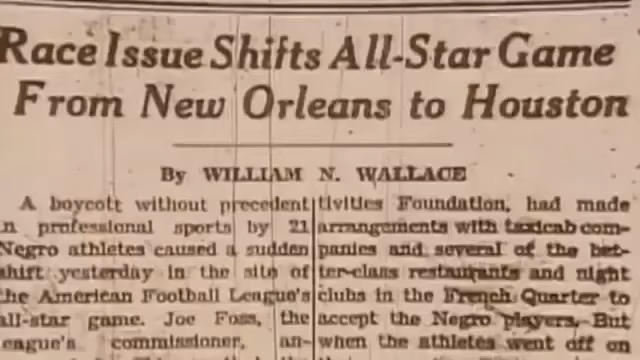 Race Issue Shifts All-Star Game
From New Orleans to Houston
By WILLIAM N. WALLACE
A boycott without precedent
n professional sports by 21
Negro athletes caused a sudden
shift yesterday in the site of
the American Football League's
all-star game. Joe Foss, the
eague's commissioner, an-
tivities Foundation, had made
arrangements with taxicab com-
panies and several of the bet-
ter-class restaurants and night
clubs in the French Quarter to
accept the Negro players. But
when the athletes went off on